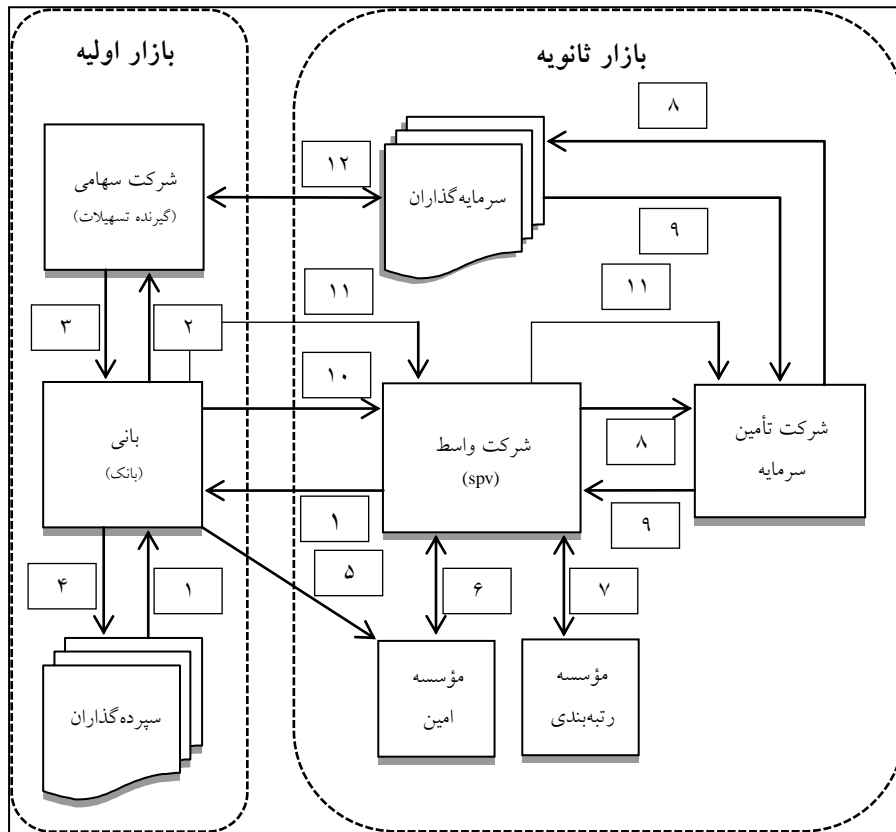 بازار اولیه
بازار ثانویه
۸
شرکت سهامی
(گیرنده تسهیلات)
۱۲
سرمایه‌گذاران
۹
۳
۲
۱۱
۱۱
۱۰
بانی
(بانک)
شرکت واسط
(spv)
۸
شرکت تأمین
سرمایه
۱
۹
۴
۱
۵
۶
۷
سپرده‌گذاران
مؤسسه
امین
مؤسسه
رتبه‌بندی